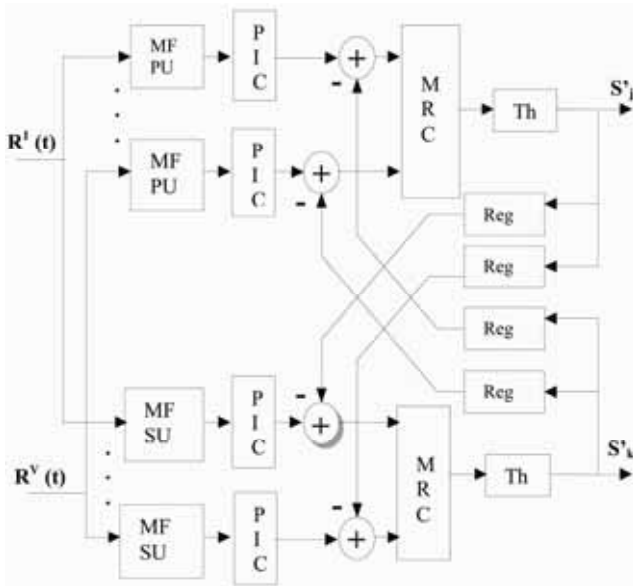 MF
PU
P
I
C
+
-
M
R
C
Th
S'j
R¹ (t)
MF
PU
P
I
C
+
-
Reg
Reg
Reg
Reg
MF
SU
P
I
C
-
+
M
R
C
Th
S'k
Rᵛ (t)
MF
SU
P
I
C
-
+